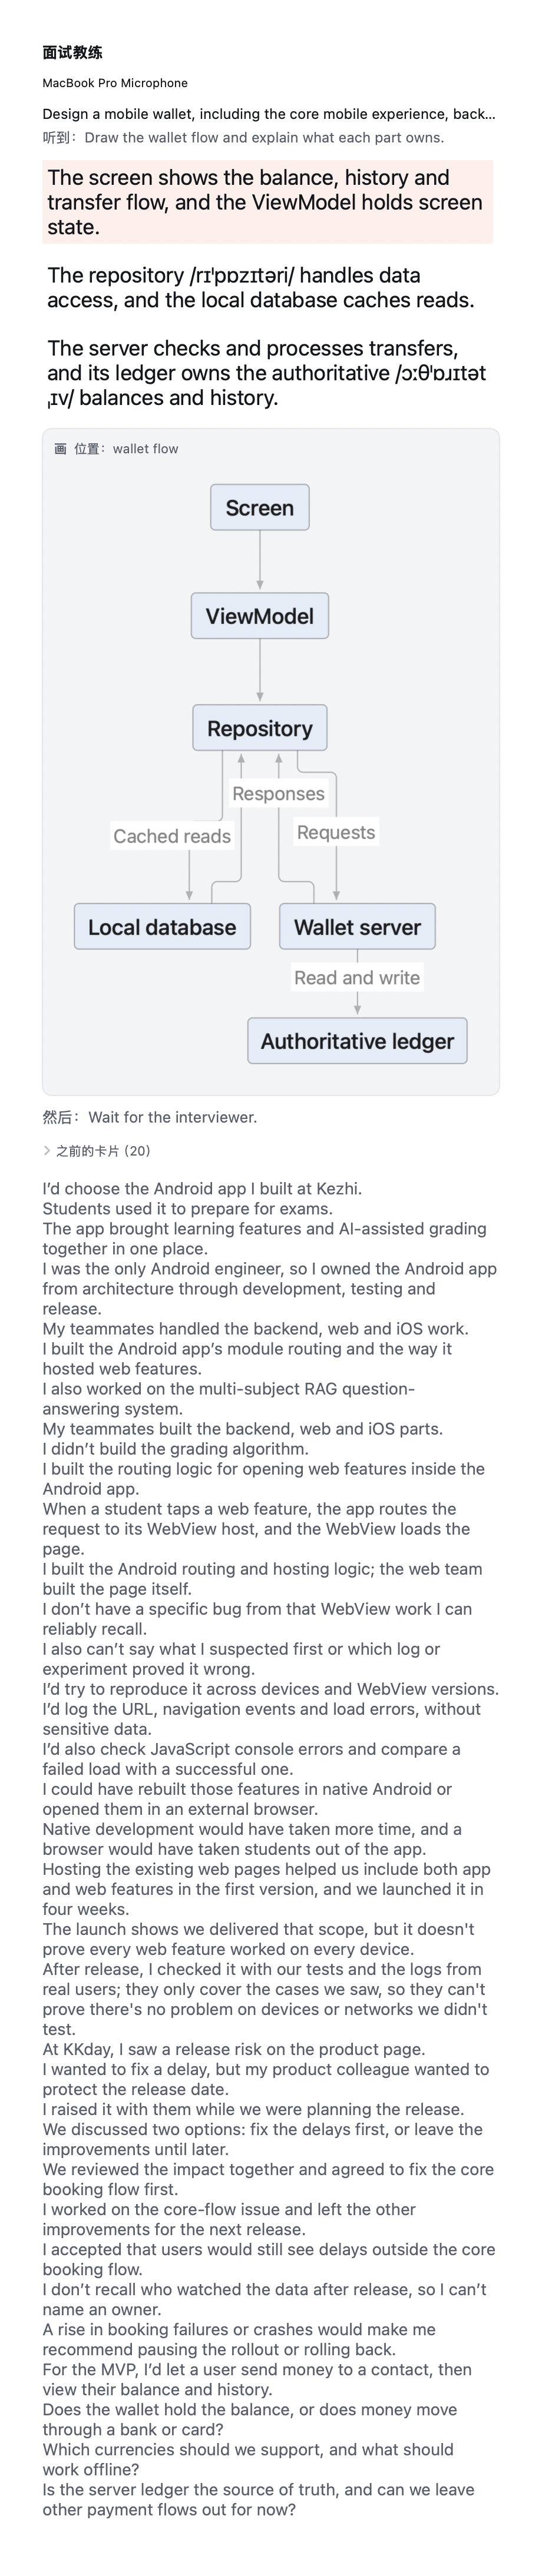 面试教练
MacBook Pro Microphone
Design a mobile wallet, including the core mobile experience, back...
听到：Draw the wallet flow and explain what each part owns.
The screen shows the balance, history and
transfer flow, and the ViewModel holds screen
state.
The repository /rɪˈpɒzɪtəri/ handles data
access, and the local database caches reads.
The server checks and processes transfers,
and its ledger owns the authoritative /ɔːθˈɒɹɪtət
ˌɪv/ balances and history.
画 位置：wallet flow
Screen
ViewModel
Repository
Responses
Cached reads
Requests
Local database
Wallet server
Read and write
Authoritative ledger
然后：Wait for the interviewer.
之前的卡片 (20)
I’d choose the Android app I built at Kezhi.
Students used it to prepare for exams.
The app brought learning features and AI-assisted grading
together in one place.
I was the only Android engineer, so I owned the Android app
from architecture through development, testing and
release.
My teammates handled the backend, web and iOS work.
I built the Android app’s module routing and the way it
hosted web features.
I also worked on the multi-subject RAG question-
answering system.
My teammates built the backend, web and iOS parts.
I didn’t build the grading algorithm.
I built the routing logic for opening web features inside the
Android app.
When a student taps a web feature, the app routes the
request to its WebView host, and the WebView loads the
page.
I built the Android routing and hosting logic; the web team
built the page itself.
I don’t have a specific bug from that WebView work I can
reliably recall.
I also can’t say what I suspected first or which log or
experiment proved it wrong.
I’d try to reproduce it across devices and WebView versions.
I’d log the URL, navigation events and load errors, without
sensitive data.
I’d also check JavaScript console errors and compare a
failed load with a successful one.
I could have rebuilt those features in native Android or
opened them in an external browser.
Native development would have taken more time, and a
browser would have taken students out of the app.
Hosting the existing web pages helped us include both app
and web features in the first version, and we launched it in
four weeks.
The launch shows we delivered that scope, but it doesn't
prove every web feature worked on every device.
After release, I checked it with our tests and the logs from
real users; they only cover the cases we saw, so they can't
prove there's no problem on devices or networks we didn't
test.
At KKday, I saw a release risk on the product page.
I wanted to fix a delay, but my product colleague wanted to
protect the release date.
I raised it with them while we were planning the release.
We discussed two options: fix the delays first, or leave the
improvements until later.
We reviewed the impact together and agreed to fix the core
booking flow first.
I worked on the core-flow issue and left the other
improvements for the next release.
I accepted that users would still see delays outside the core
booking flow.
I don’t recall who watched the data after release, so I can’t
name an owner.
A rise in booking failures or crashes would make me
recommend pausing the rollout or rolling back.
For the MVP, I’d let a user send money to a contact, then
view their balance and history.
Does the wallet hold the balance, or does money move
through a bank or card?
Which currencies should we support, and what should
work offline?
Is the server ledger the source of truth, and can we leave
other payment flows out for now?